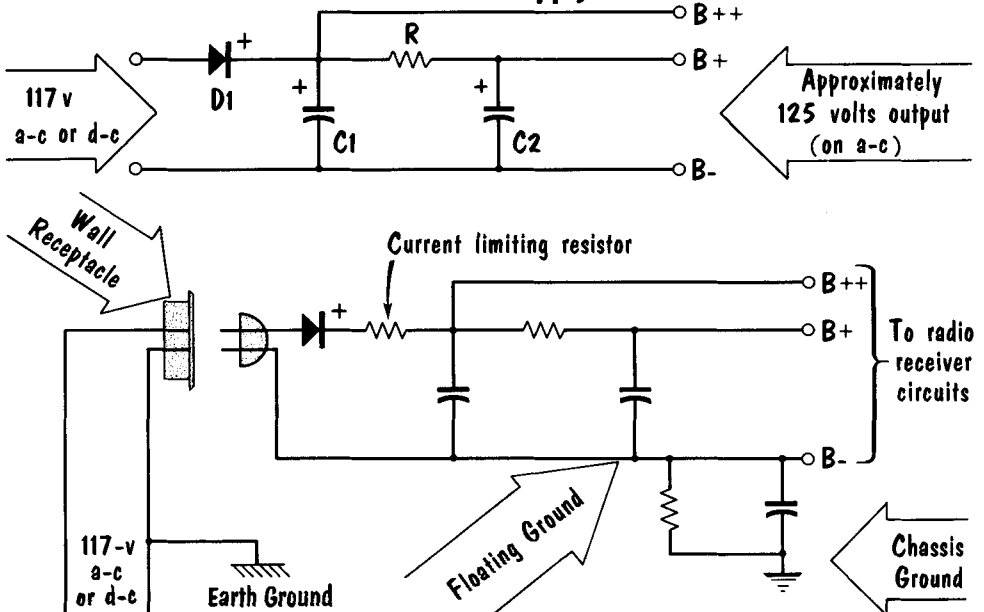 B++
R
+
B+
D1
+
+
117 v
a-c or d-c
C1
C2
Approximately
125 volts output
(on a-c)
B-
Wall
Receptacle
Current limiting resistor
+
B++
B+
To radio
receiver
circuits
B-
Floating Ground
117-v
a-c
or d-c
Earth Ground
Chassis
Ground